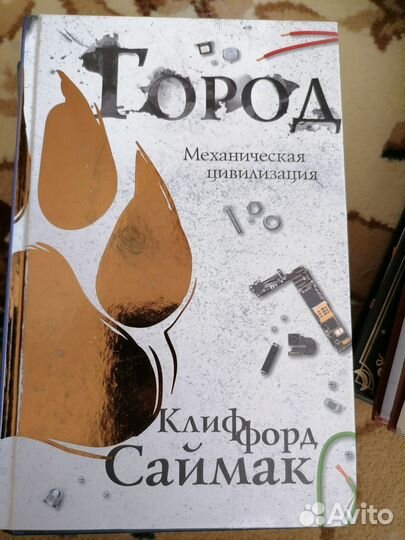 Город
Механическая
цивилизация
Клиффорд
Саймак
Avito